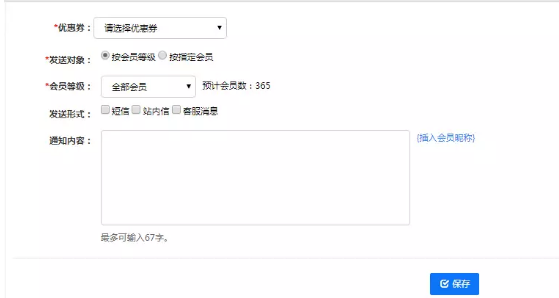 *优惠券： 请选择优惠券
*发送对象： 按会员等级 按指定会员
*会员等级： 全部会员 预计会员数：365
发送形式： 短信 站内信 客服消息
通知内容： (插入会员昵称)
最多可输入67字。
保存